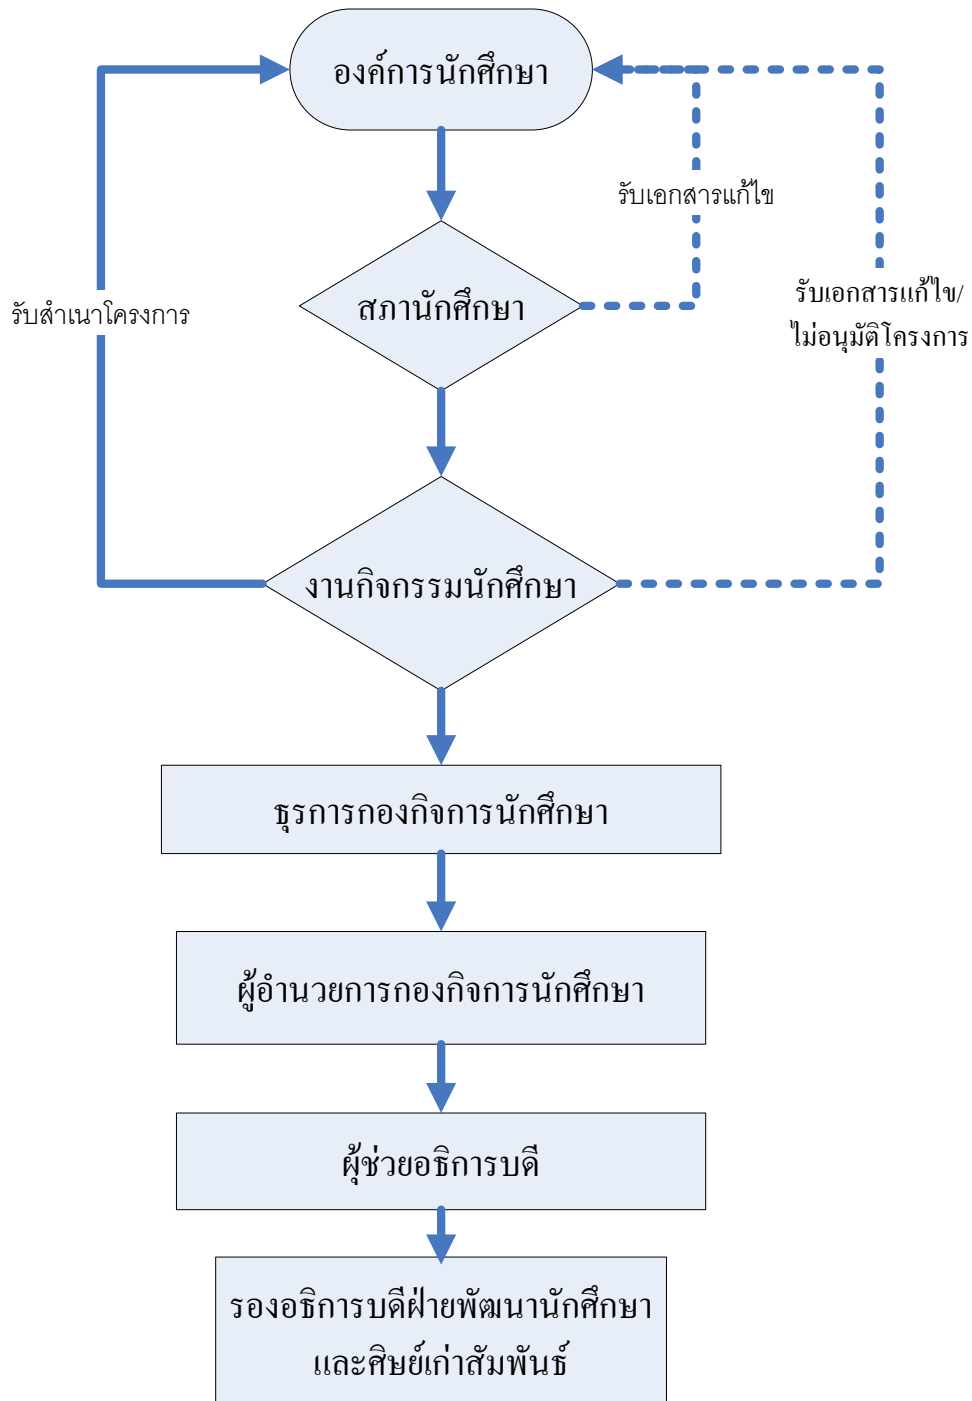 องค์การนักศึกษา
รับเอกสารแก้ไข
สภานักศึกษา
รับสำเนาโครงการ
รับเอกสารแก้ไข/
ไม่อนุมัติโครงการ
งานกิจกรรมนักศึกษา
ธุรการกองกิจการนักศึกษา
ผู้อำนวยการกองกิจการนักศึกษา
ผู้ช่วยอธิการบดี
รองอธิการบดีฝ่ายพัฒนานักศึกษา
และศิษย์เก่าสัมพันธ์